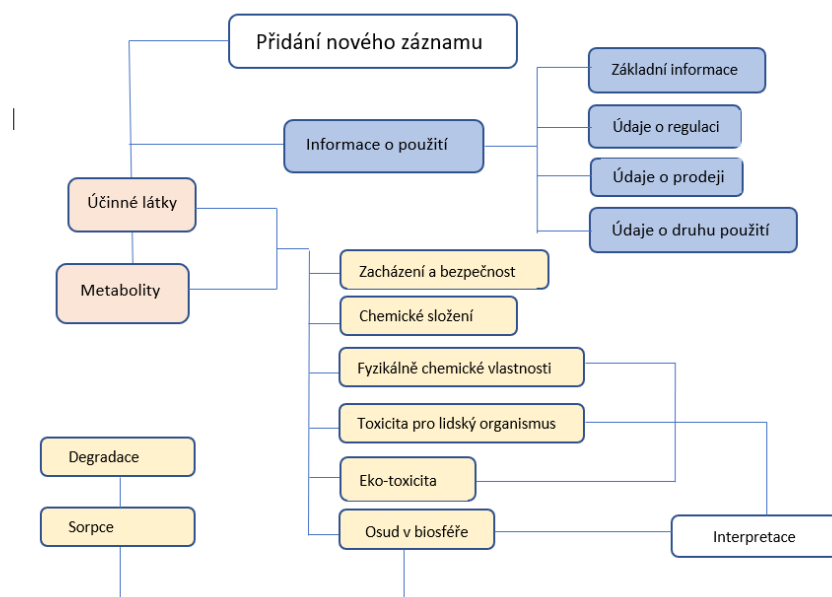 Přidání nového záznamu
Základní informace
Údaje o regulaci
Informace o použití
Údaje o prodeji
Účinné látky
Údaje o druhu použití
Zacházení a bezpečnost
Metabolity
Chemické složení
Fyzikálně chemické vlastnosti
Toxicita pro lidský organismus
Degradace
Eko-toxicita
Sorpce
Osud v biosféře
Interpretace